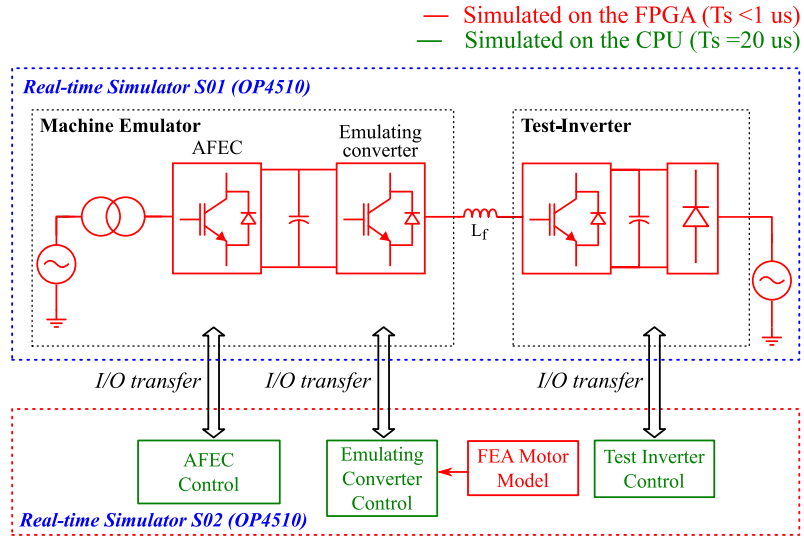 Simulated on the FPGA (Ts <1 us)
Simulated on the CPU (Ts =20 us)
Real-time Simulator S01 (OP4510)
Machine Emulator
AFEC
Emulating
converter
Test-Inverter
Lf
I/O transfer
I/O transfer
I/O transfer
AFEC
Control
Emulating
Converter
Control
FEA Motor
Model
Test Inverter
Control
Real-time Simulator S02 (OP4510)